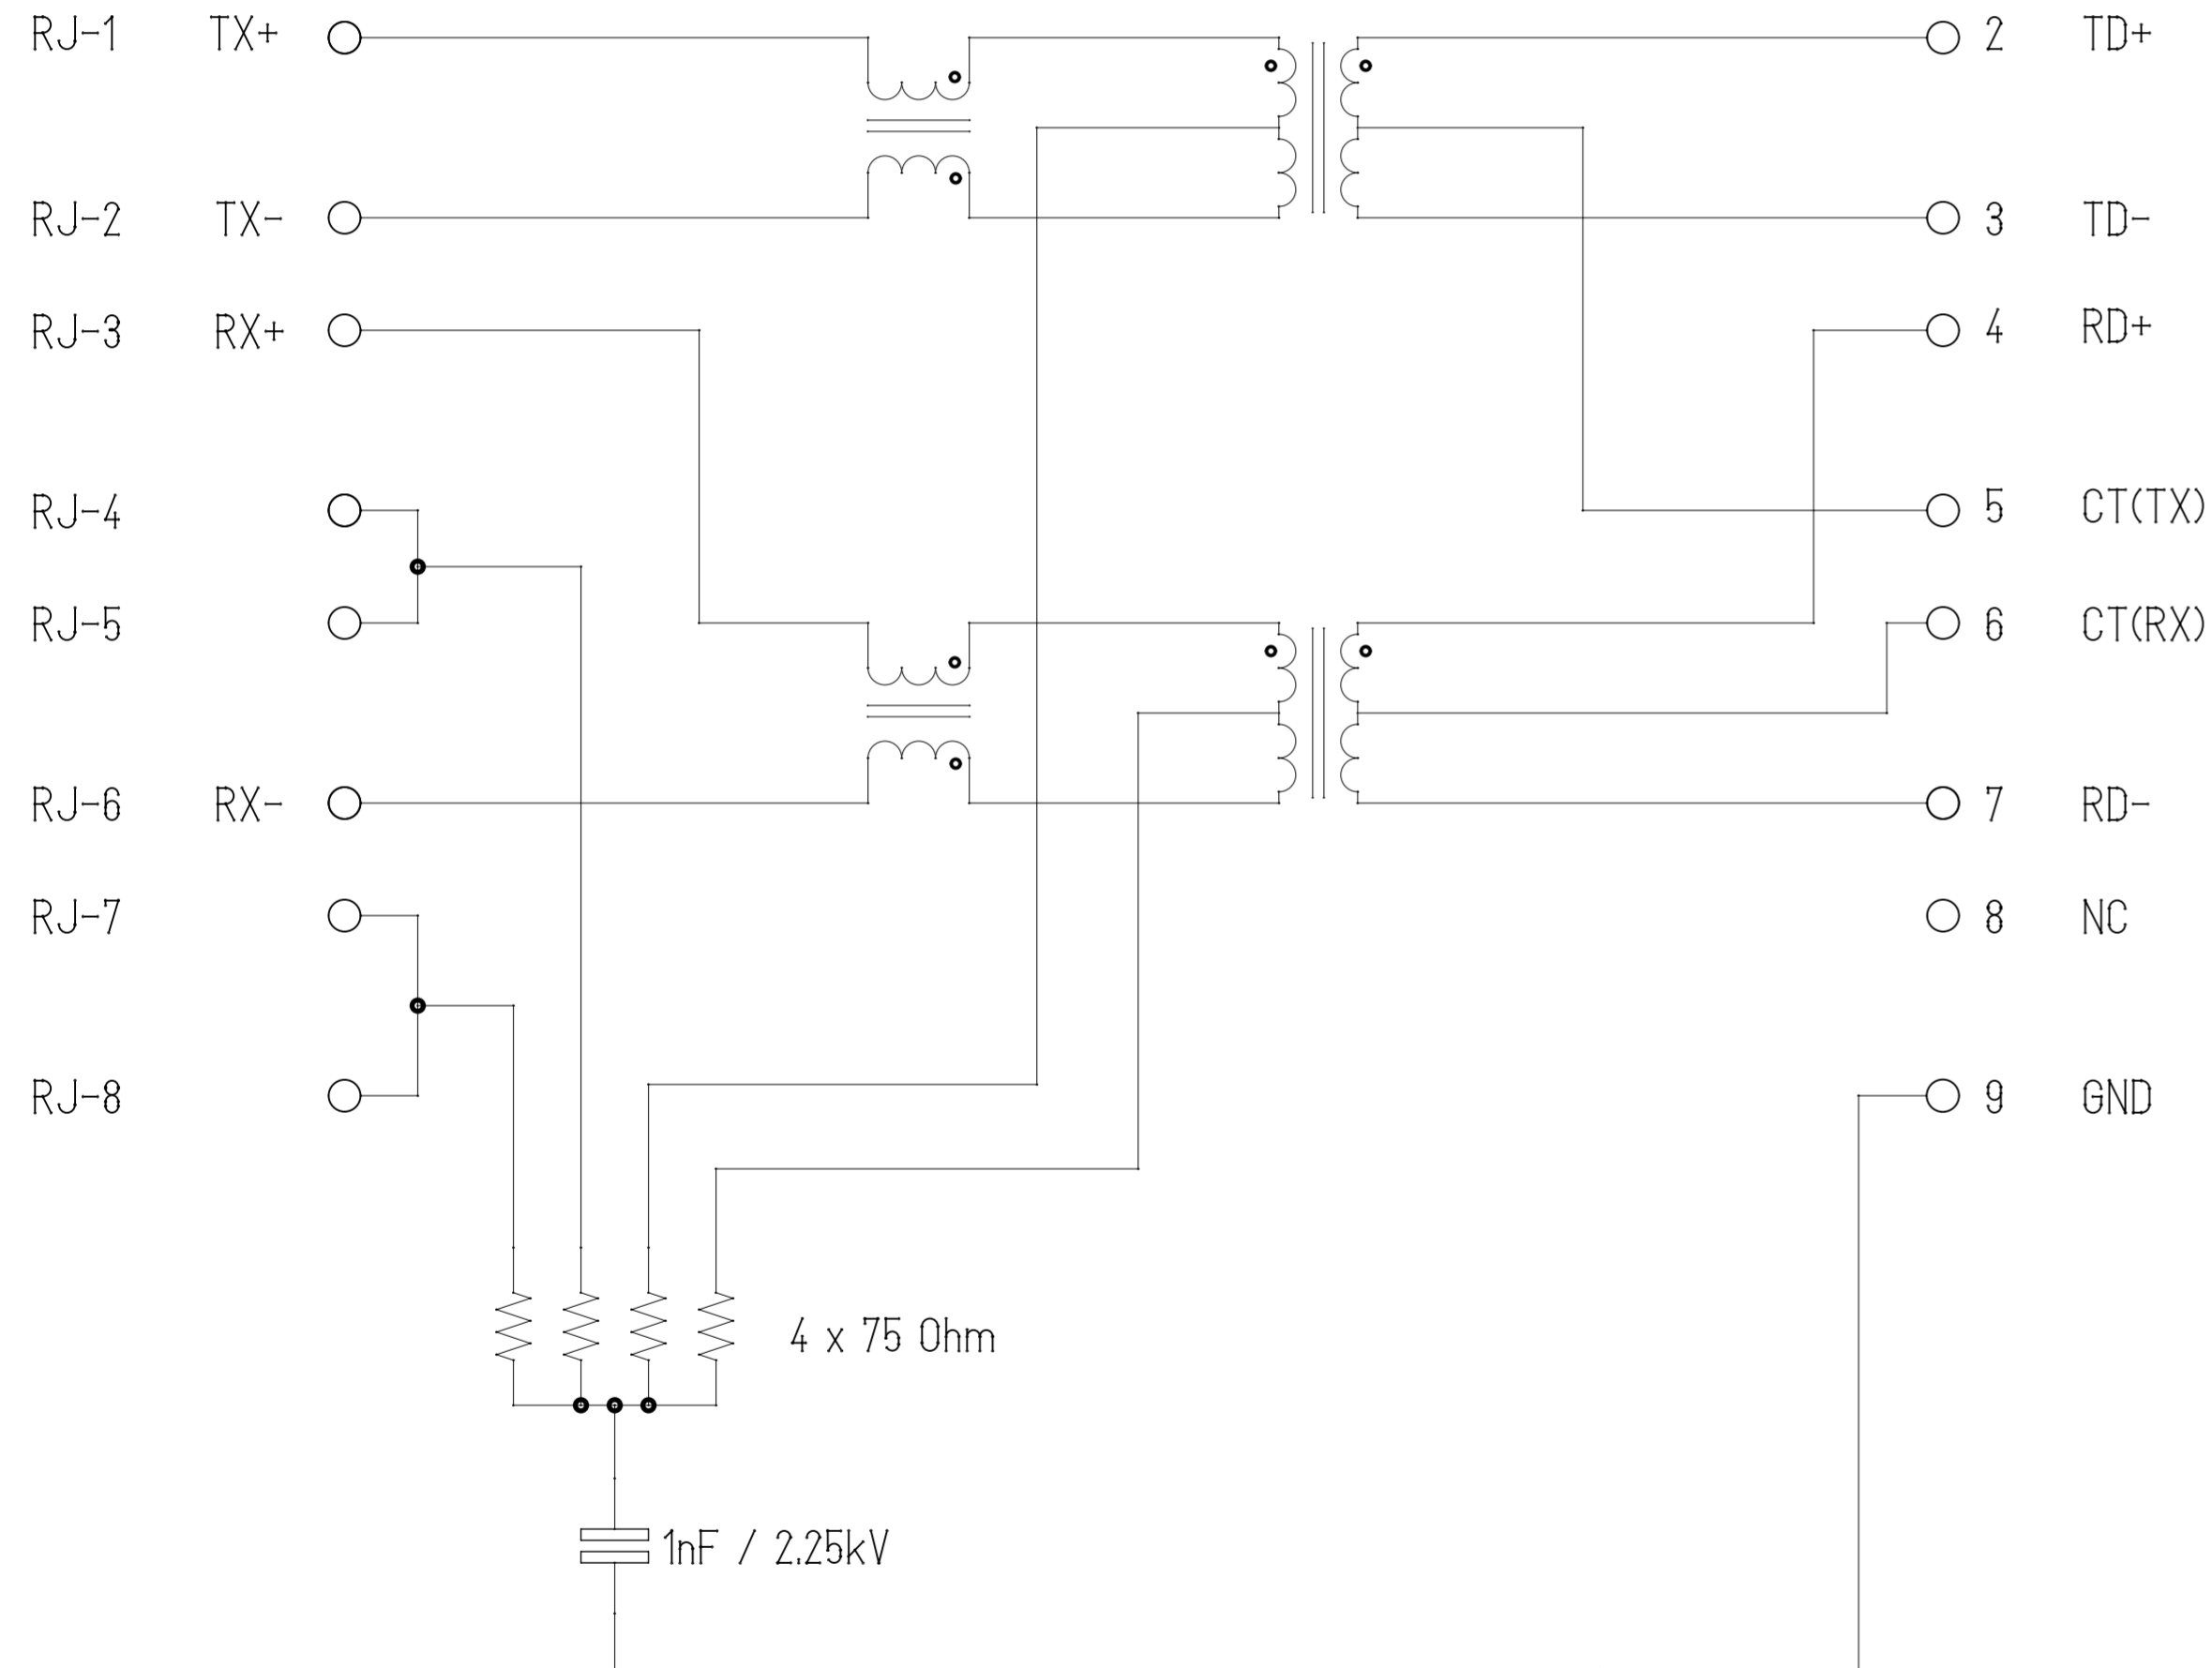 RJ-1 TX+ 2 TD+
RJ-2 TX- 3 TD-
RJ-3 RX+ 4 RD+
RJ-4 5 CT(TX)
RJ-5 6 CT(RX)
RJ-6 RX- 7 RD-
RJ-7 8 NC
RJ-8 9 GND
4 x 75 Ohm
1nF / 2.25kV